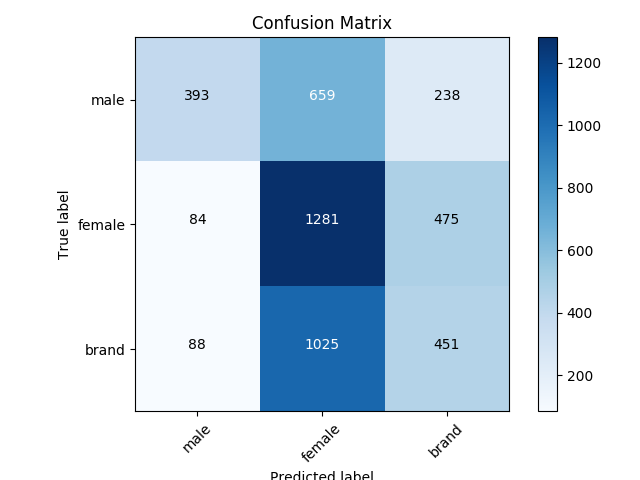 Confusion Matrix
male 393 659 238
female 84 1281 475
brand 88 1025 451
True label
male female brand
Predicted label
1200
1000
800
600
400
200